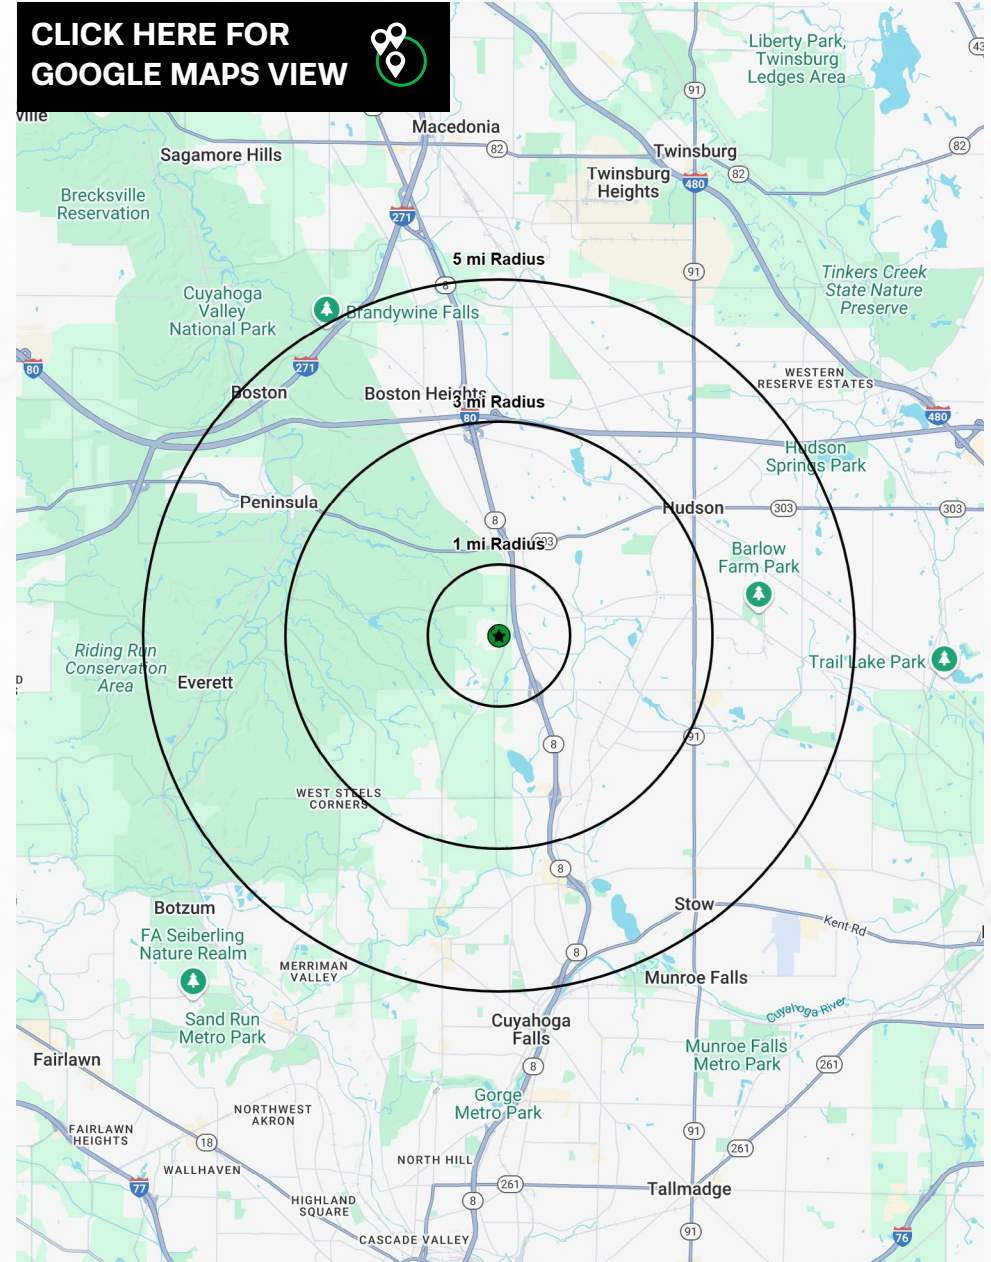 CLICK HERE FOR
GOOGLE MAPS VIEW
Liberty Park,
Twinsburg
Ledges Area
43
91
ville
Macedonia
82
82
Sagamore Hills
Twinsburg
Twinsburg
Heights
82
480
Brecksville
Reservation
271
5 mi Radius
91
Tinkers Creek
State Nature
Preserve
8
Cuyahoga
Valley
National Park
Brandywine Falls
80
271
WESTERN
RESERVE ESTATES
Boston
Boston Heights
3 mi Radius
80
480
Hudson
Springs Park
Peninsula
Hudson
303
303
8
303
1 mi Radius
Barlow
Farm Park
Riding Run
Conservation
Area
Trail Lake Park
Everett
D
91
8
WEST STEELS
CORNERS
8
Botzum
Stow
Kent Rd
FA Seiberling
Nature Realm
8
MERRIMAN
VALLEY
Munroe Falls
Cuyahoga River
Sand Run
Metro Park
Cuyahoga
Falls
Munroe Falls
Metro Park
Fairlawn
8
261
Gorge
Metro Park
NORTHWEST
AKRON
FAIRLAWN
HEIGHTS
18
91
261
WALLHAVEN
NORTH HILL
77
261
Tallmadge
8
HIGHLAND
SQUARE
91
CASCADE VALLEY
76